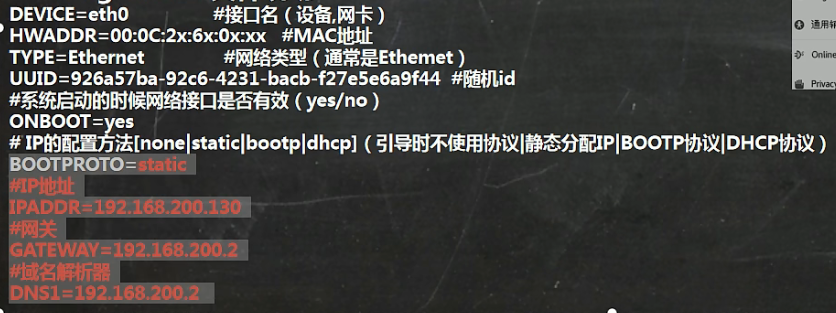 DEVICE=eth0 #接口名（设备,网卡）
HWADDR=00:0C:2x:6x:0x:xx #MAC地址
TYPE=Ethernet #网络类型（通常是Ethemet）
UUID=926a57ba-92c6-4231-bacb-f27e5e6a9f44 #随机id
#系统启动的时候网络接口是否有效（yes/no）
ONBOOT=yes
# IP的配置方法[none|static|bootp|dhcp]（引导时不使用协议|静态分配IP|BOOTP协议|DHCP协议）
BOOTPROTO=static
#IP地址
IPADDR=192.168.200.130
#网关
GATEWAY=192.168.200.2
#域名解析器
DNS1=192.168.200.2
Online
Privacy